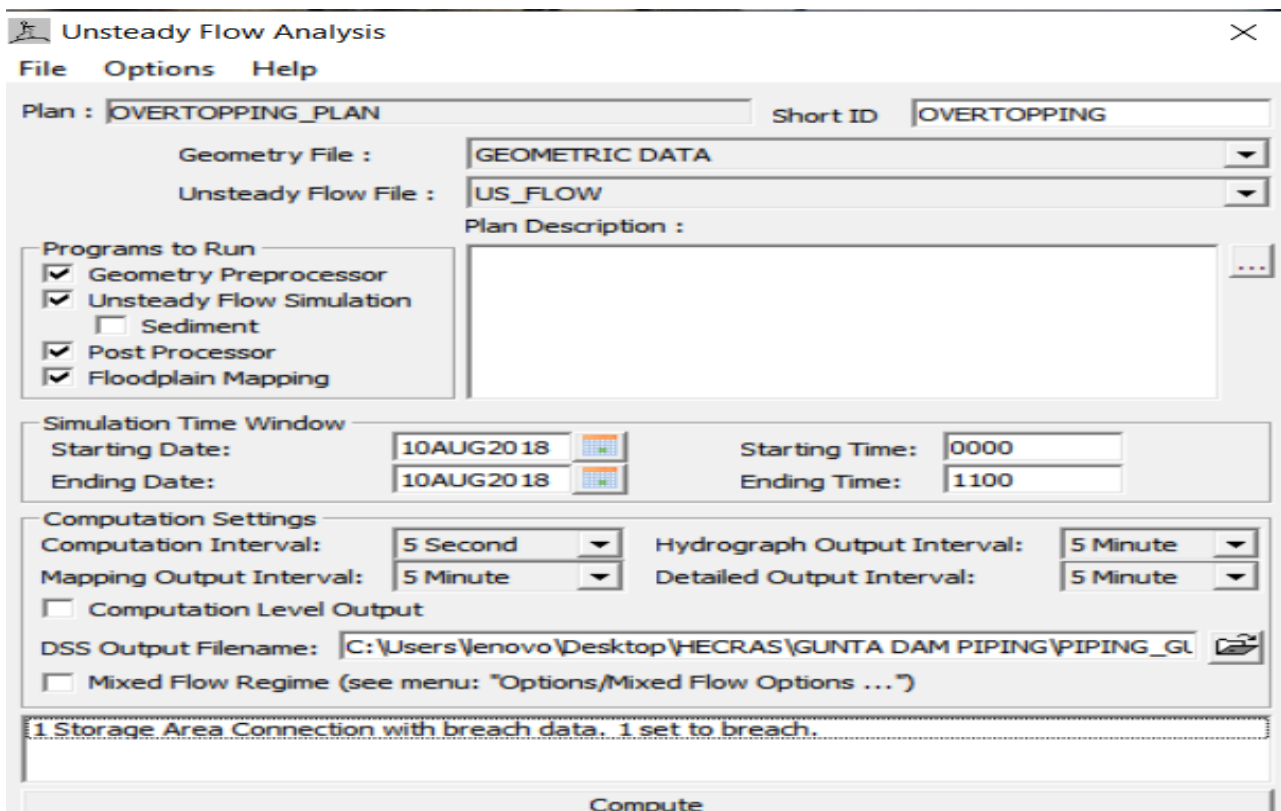 Unsteady Flow Analysis
File Options Help
Plan : OVERTOPPING_PLAN Short ID OVERTOPPING
Geometry File : GEOMETRIC DATA
Unsteady Flow File : US_FLOW
Plan Description :
Programs to Run
Geometry Preprocessor
Unsteady Flow Simulation
Sediment
Post Processor
Floodplain Mapping
...
Simulation Time Window
Starting Date: 10AUG2018 Starting Time: 0000
Ending Date: 10AUG2018 Ending Time: 1100
Computation Settings
Computation Interval: 5 Second Hydrograph Output Interval: 5 Minute
Mapping Output Interval: 5 Minute Detailed Output Interval: 5 Minute
Computation Level Output
DSS Output Filename: C:\Users\lenovo\Desktop\HECRAS\GUNTA DAM PIPING\PIPING_GU
Mixed Flow Regime (see menu: "Options/Mixed Flow Options ...")
1 Storage Area Connection with breach data. 1 set to breach.
Compute